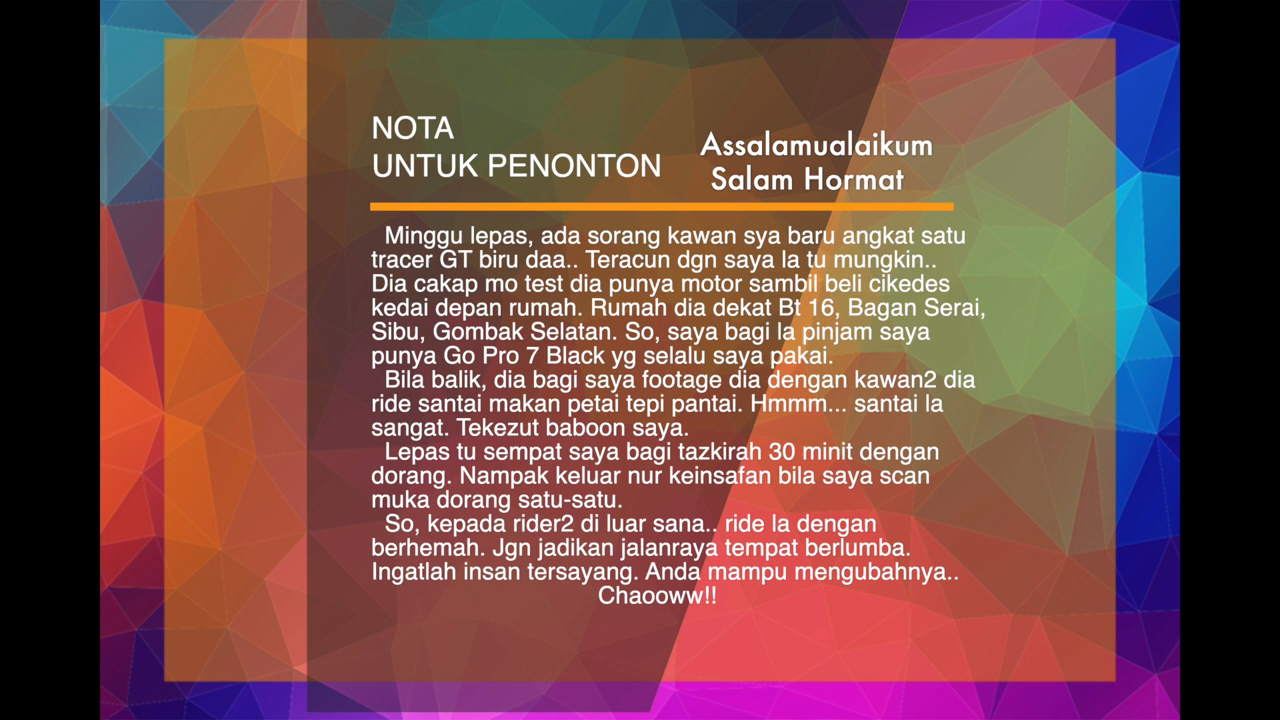 NOTA
UNTUK PENONTON
Assalamualaikum
Salam Hormat
Minggu lepas, ada sorang kawan sya baru angkat satu
tracer GT biru daa.. Teracun dgn saya la tu mungkin..
Dia cakap mo test dia punya motor sambil beli cikedes
kedai depan rumah. Rumah dia dekat Bt 16, Bagan Serai,
Sibu, Gombak Selatan. So, saya bagi la pinjam saya
punya Go Pro 7 Black yg selalu saya pakai.
Bila balik, dia bagi saya footage dia dengan kawan2 dia
ride santai makan petai tepi pantai. Hmmm... santai la
sangat. Tekezut baboon saya.
Lepas tu sempat saya bagi tazkirah 30 minit dengan
dorang. Nampak keluar nur keinsafan bila saya scan
muka dorang satu-satu.
So, kepada rider2 di luar sana.. ride la dengan
berhemah. Jgn jadikan jalanraya tempat berlumba.
Ingatlah insan tersayang. Anda mampu mengubahnya..
Chaooww!!